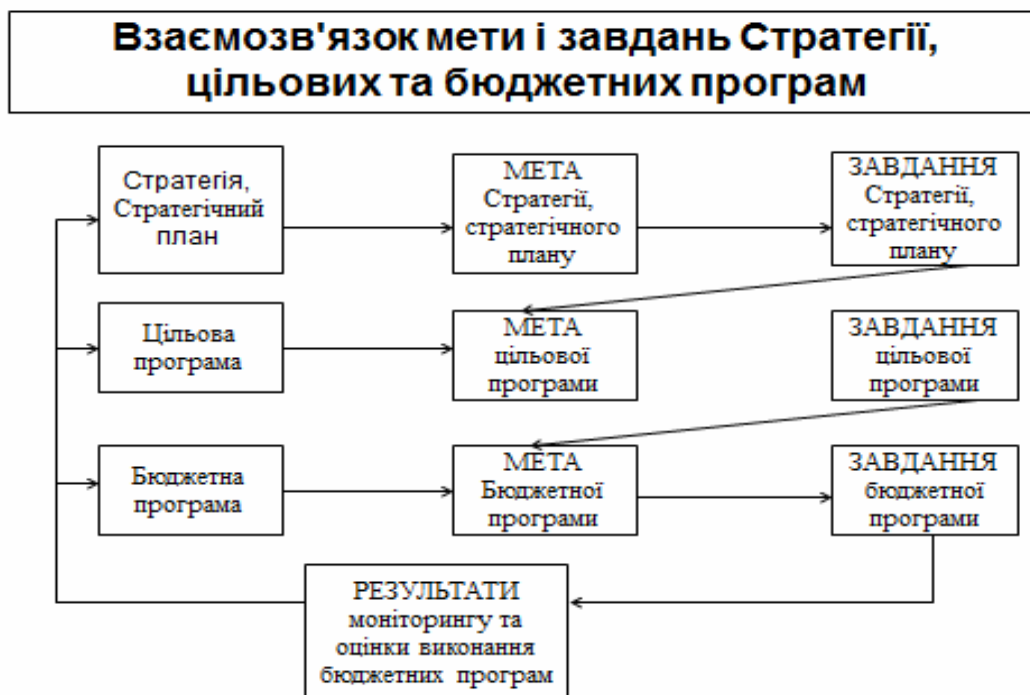 Взаємозв'язок мети і завдань Стратегії,
цільових та бюджетних програм
Стратегія,
Стратегічний
план
МЕТА
Стратегії,
стратегічного
плану
ЗАВДАННЯ
Стратегії,
стратегічного
плану
Цільова
програма
МЕТА
цільової
програми
ЗАВДАННЯ
цільової
програми
Бюджетна
програма
МЕТА
Бюджетної
програми
ЗАВДАННЯ
бюджетної
програми
РЕЗУЛЬТАТИ
моніторингу та
оцінки виконання
бюджетних програм